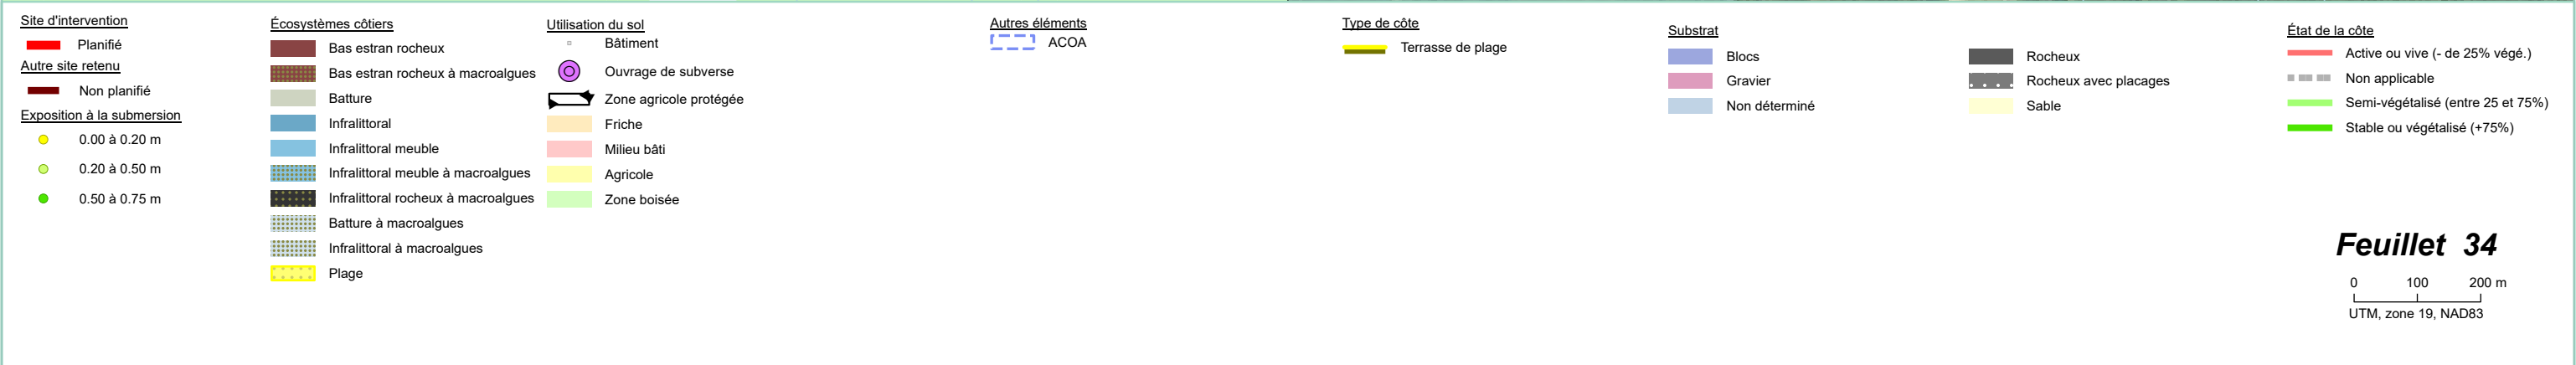 Site d'intervention
Planifié
Autre site retenu
Non planifié
Exposition à la submersion
0.00 à 0.20 m
0.20 à 0.50 m
0.50 à 0.75 m
Écosystèmes côtiers
Bas estran rocheux
Bas estran rocheux à macroalgues
Batture
Infralittoral
Infralittoral meuble
Infralittoral meuble à macroalgues
Infralittoral rocheux à macroalgues
Batture à macroalgues
Infralittoral à macroalgues
Plage
Utilisation du sol
Bâtiment
Ouvrage de subverse
Zone agricole protégée
Friche
Milieu bâti
Agricole
Zone boisée
Autres éléments
ACOA
Type de côte
Terrasse de plage
Substrat
Blocs
Gravier
Non déterminé
Rocheux
Rocheux avec placages
Sable
État de la côte
Active ou vive (- de 25% végé.)
Non applicable
Semi-végétalisé (entre 25 et 75%)
Stable ou végétalisé (+75%)
Feuillet 34
0 100 200 m
UTM, zone 19, NAD83